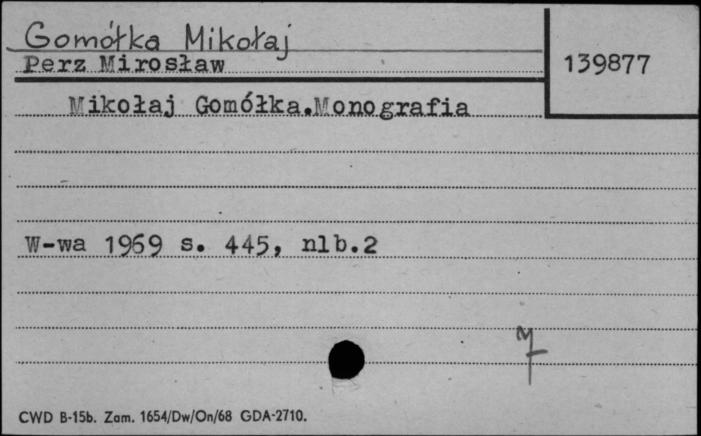 Gomółka Mikołaj
Perz Mirosław
139877
Mikołaj Gomółka.Monografia
W-wa 1969 s. 445, nlb.2
CWD B-15b. Zam. 1654/Dw/On/68 GDA-2710.